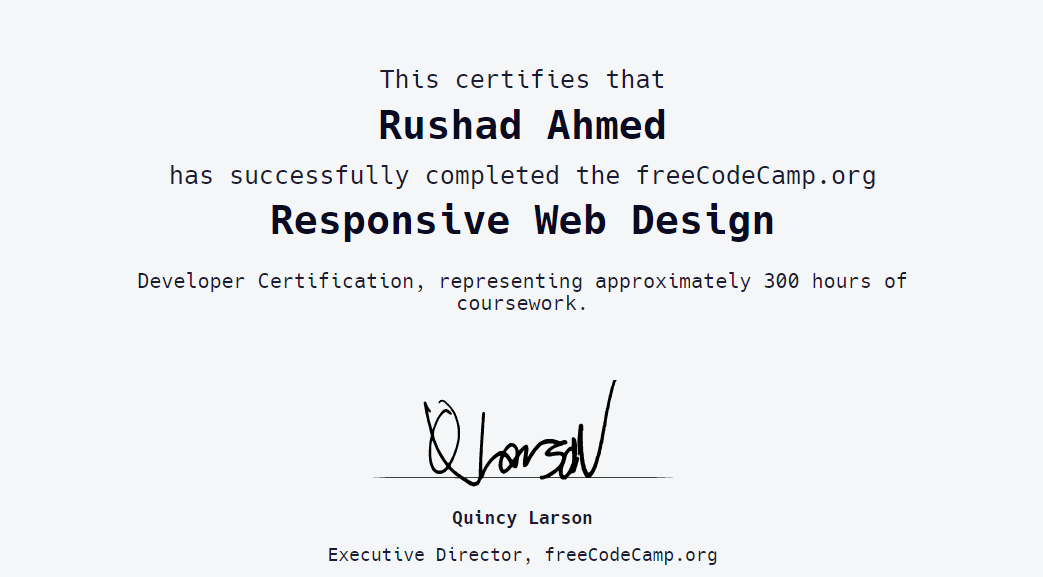 This certifies that
Rushad Ahmed
has successfully completed the freeCodeCamp.org
Responsive Web Design
Developer Certification, representing approximately 300 hours of
coursework.
Q Larson
Quincy Larson
Executive Director, freeCodeCamp.org